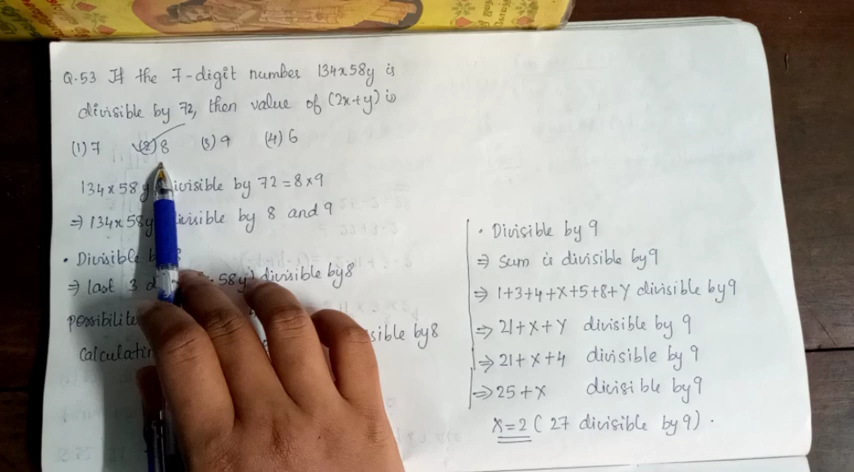 Q.53 If the 7-digit number 134x58y is
divisible by 72, then value of (2x+y) is
(1) 7 (2) 8 (3) 9 (4) 6
134x58y divisible by 72 = 8×9
⇒ 134x58y divisible by 8 and 9
• Divisible
⇒ last 3 58y divisible by 8
sible by 8
• Divisible by 9
⇒ Sum is divisible by 9
⇒ 1+3+4+x+5+8+y divisible by 9
⇒ 21+x+y divisible by 9
⇒ 21+x+4 divisible by 9
⇒ 25+x divisible by 9
x=2 ( 27 divisible by 9) .